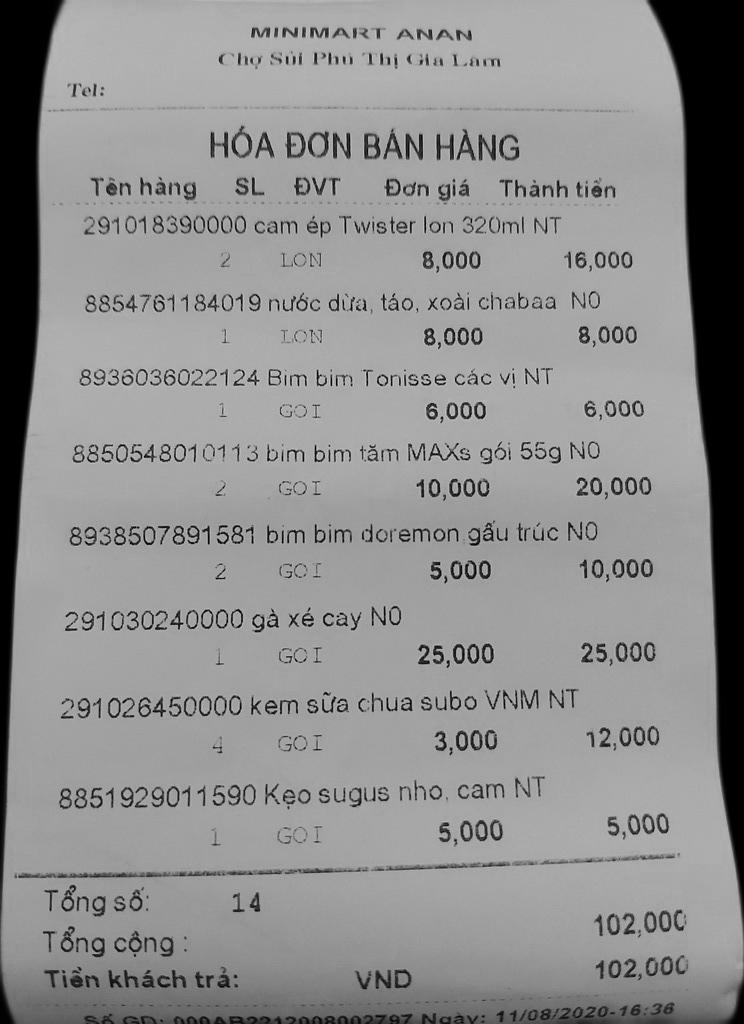 MINIMART ANAN
Chợ Sủi Phú Thị Gia Lâm
Tel:
HÓA ĐƠN BÁN HÀNG
Tên hàng SL ĐVT Đơn giá Thành tiền
291018390000 cam ép Twister lon 320ml NT
2 LON 8,000 16,000
8854761184019 nước dừa, táo, xoài chabaa N0
1 LON 8,000 8,000
8936036022124 Bim bim Tonisse các vị NT
1 GOI 6,000 6,000
8850548010113 bim bim tăm MAXs gói 55g N0
2 GOI 10,000 20,000
8938507891581 bim bim doremon gấu trúc N0
2 GOI 5,000 10,000
291030240000 gà xé cay N0
1 GOI 25,000 25,000
291026450000 kem sữa chua subo VNM NT
4 GOI 3,000 12,000
8851929011590 Kẹo sugus nho, cam NT
1 GOI 5,000 5,000
Tổng số: 14
Tổng cộng : 102,000
Tiền khách trả: VND 102,000
Số GD: 000AB2212008002797 Ngày: 11/08/2020-16:36